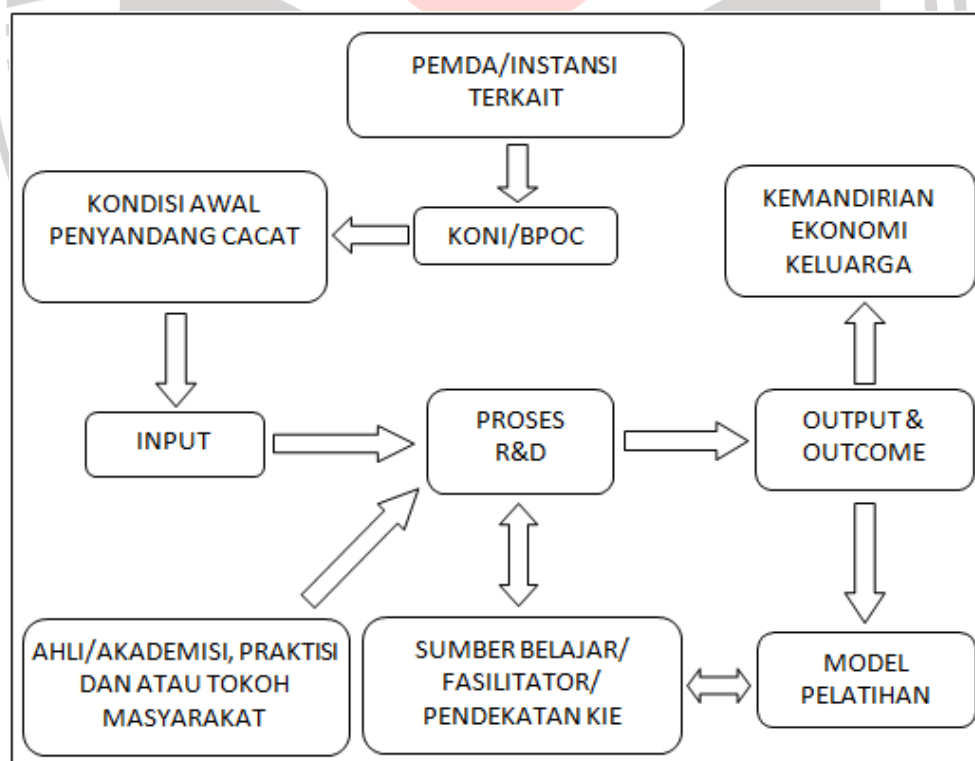 PEMDA/INSTANSI
TERKAIT
KONDISI AWAL
PENYANDANG CACAT
KONI/BPOC
KEMANDIRIAN
EKONOMI
KELUARGA
INPUT
PROSES
R&D
OUTPUT &
OUTCOME
AHLI/AKADEMISI, PRAKTISI
DAN ATAU TOKOH
MASYARAKAT
SUMBER BELAJAR/
FASILITATOR/
PENDEKATAN KIE
MODEL
PELATIHAN